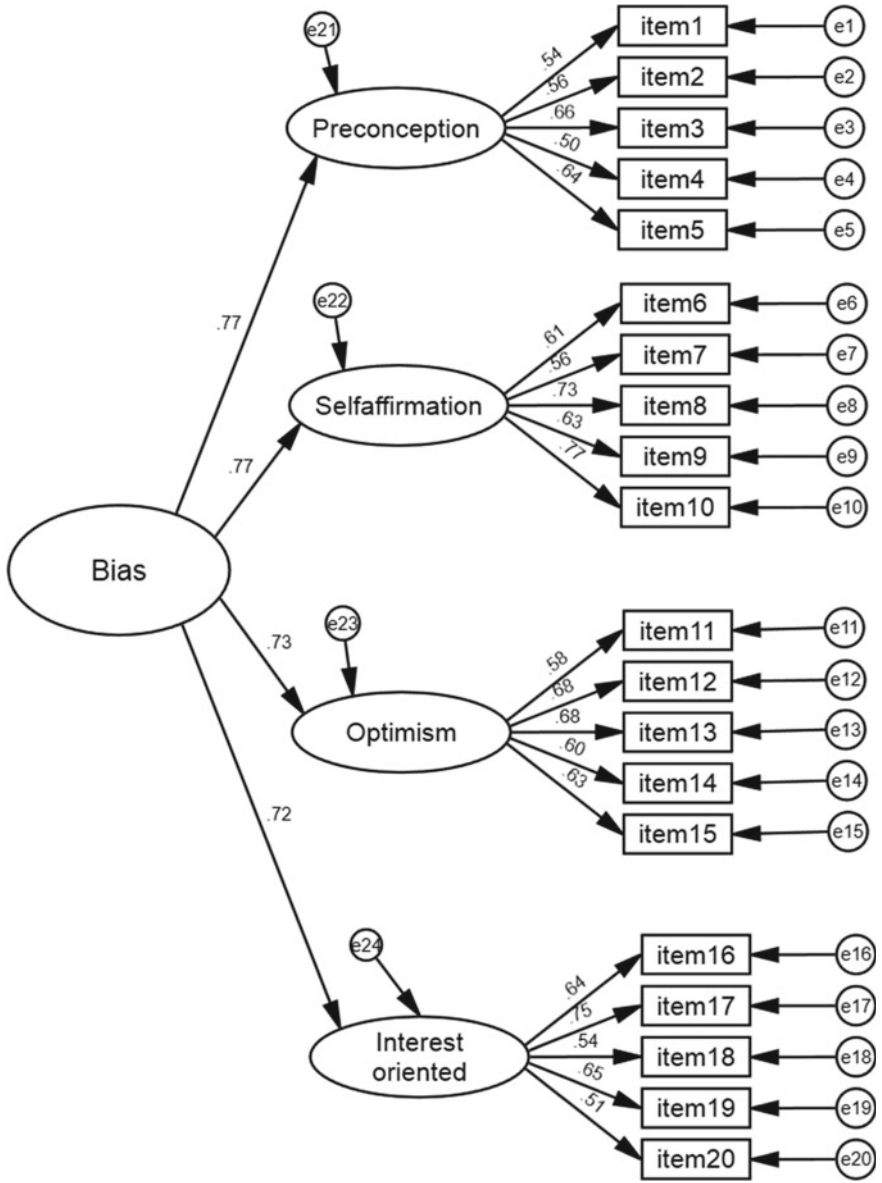 e21
Preconception
.54
.56
.66
.50
.64
item1
e1
item2
e2
item3
e3
item4
e4
item5
e5
.77
e22
Selfaffirmation
.61
.56
.73
.63
.77
item6
e6
item7
e7
item8
e8
item9
e9
item10
e10
.77
Bias
.73
e23
Optimism
.58
.68
.68
.60
.63
item11
e11
item12
e12
item13
e13
item14
e14
item15
e15
.72
e24
Interest
oriented
.64
.75
.54
.65
.51
item16
e16
item17
e17
item18
e18
item19
e19
item20
e20